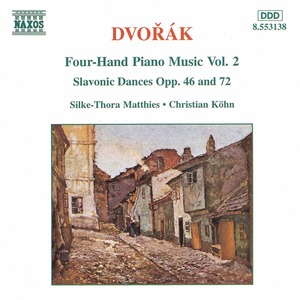 NAXOS
DDD
8.553138
DVOŘÁK
Four-Hand Piano Music Vol. 2
Slavonic Dances Opp. 46 and 72
Silke-Thora Matthies • Christian Köhn